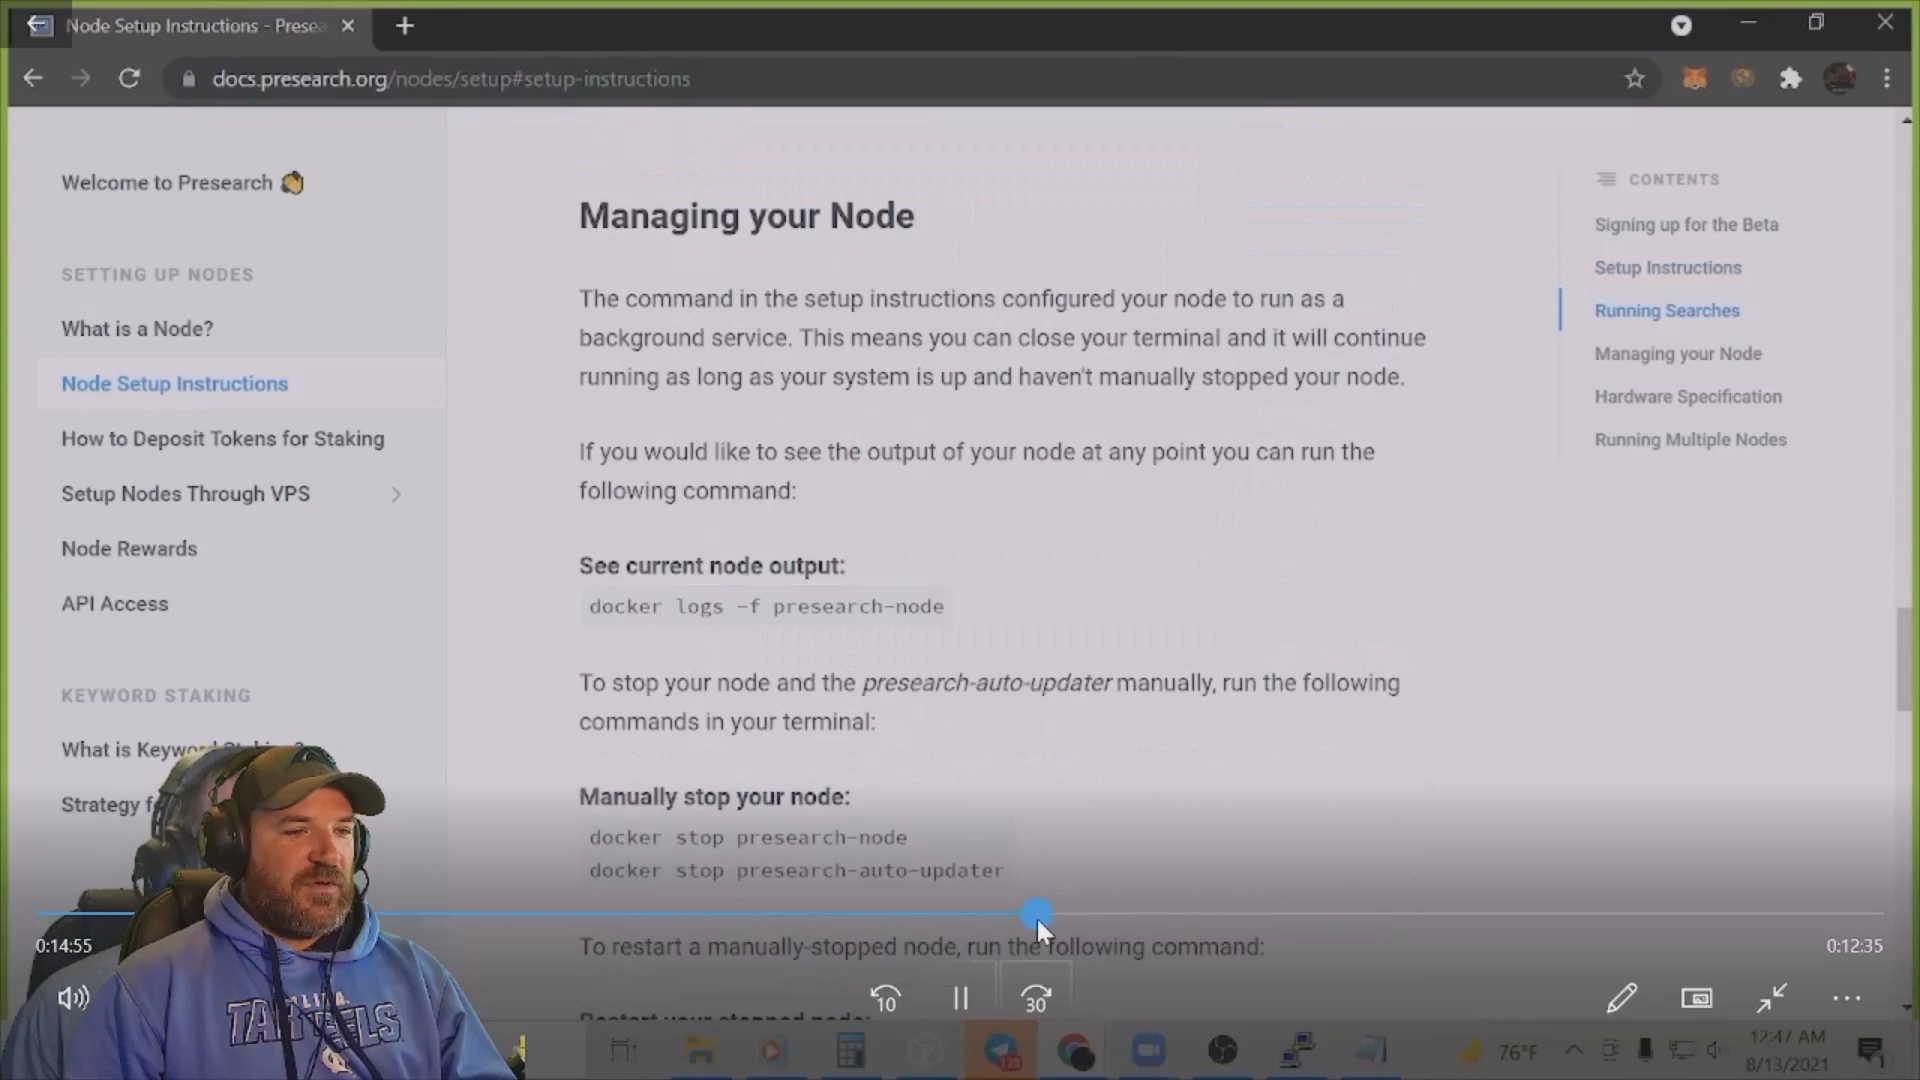 Node Setup Instructions - Presea
docs.presearch.org/nodes/setup#setup-instructions
Welcome to Presearch
SETTING UP NODES
What is a Node?
Node Setup Instructions
How to Deposit Tokens for Staking
Setup Nodes Through VPS
Node Rewards
API Access
KEYWORD STAKING
What is Keyword
Strategy
Managing your Node
The command in the setup instructions configured your node to run as a
background service. This means you can close your terminal and it will continue
running as long as your system is up and haven't manually stopped your node.
If you would like to see the output of your node at any point you can run the
following command:
See current node output:
docker logs -f presearch-node
To stop your node and the presearch-auto-updater manually, run the following
commands in your terminal:
Manually stop your node:
docker stop presearch-node
docker stop presearch-auto-updater
To restart a manually-stopped node, run the following command:
Restart your stopped node:
CONTENTS
Signing up for the Beta
Setup Instructions
Running Searches
Managing your Node
Hardware Specification
Running Multiple Nodes
0:14:55
0:12:35
10
30
TAR HEELS
120
76°F
12:47 AM
8/13/2021
1